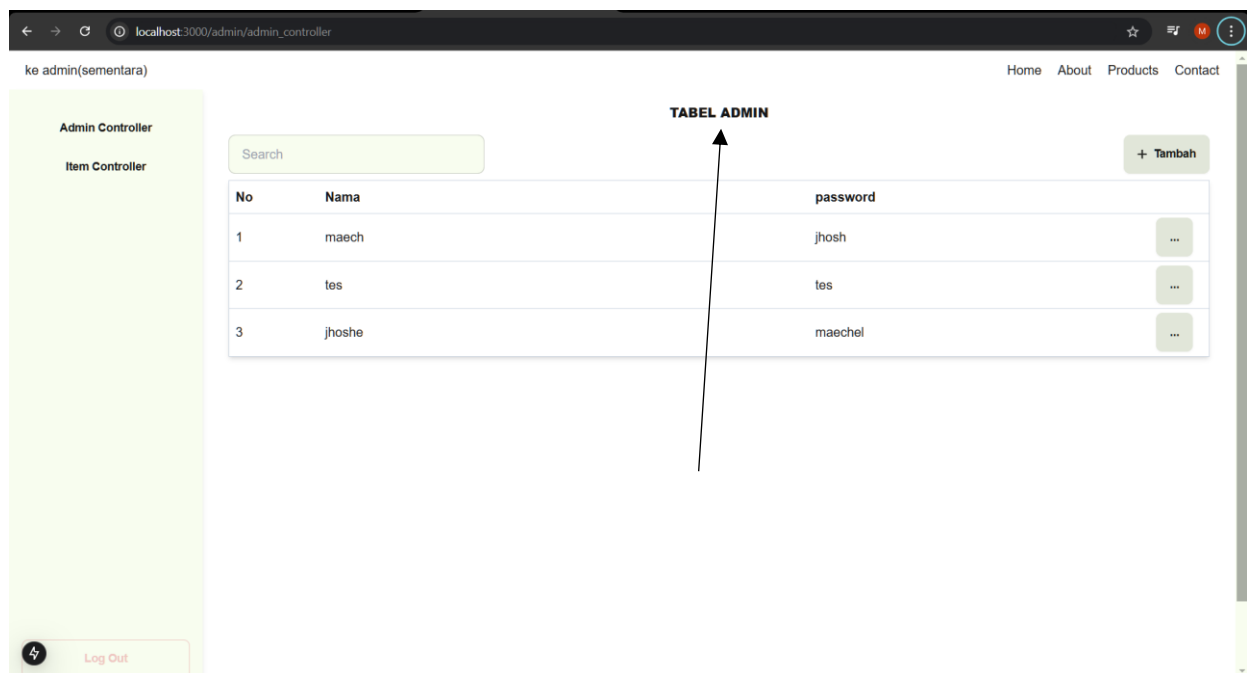 localhost:3000/admin/admin_controller
M
ke admin(sementara)
Home About Products Contact
Admin Controller
Item Controller
TABEL ADMIN
Search
+ Tambah
No Nama password
1 maech jhosh ...
2 tes tes ...
3 jhoshe maechel ...
Log Out